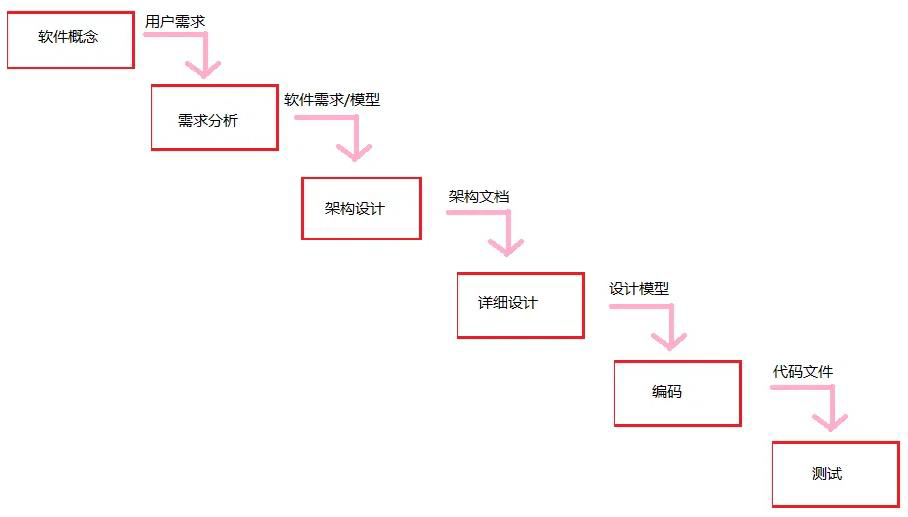 软件概念
用户需求
需求分析
软件需求/模型
架构设计
架构文档
详细设计
设计模型
编码
代码文件
测试